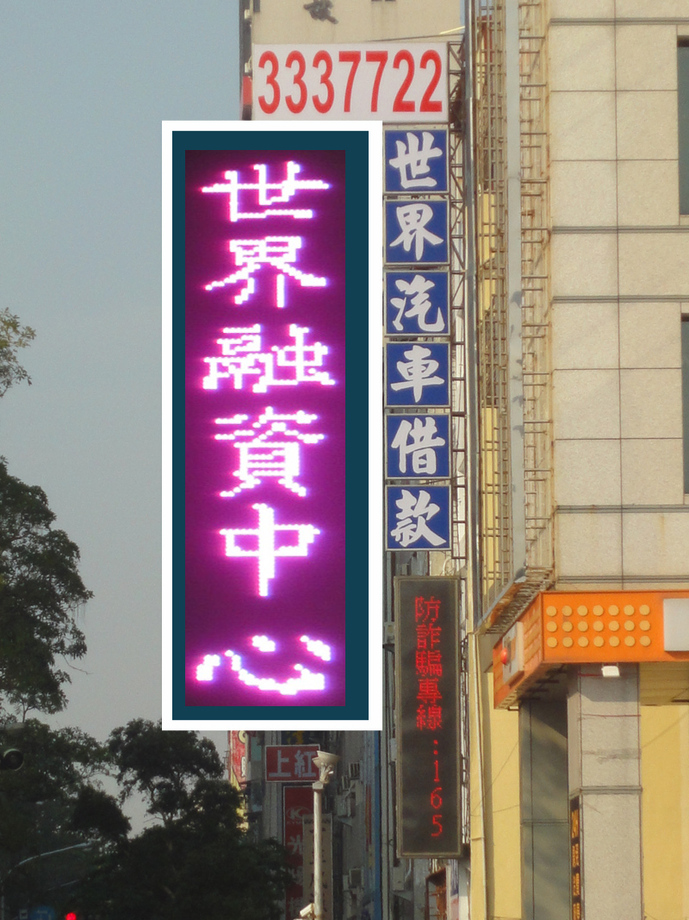 3337722
世界融資中心
世界汽車借款
防詐騙專線:165
上紅